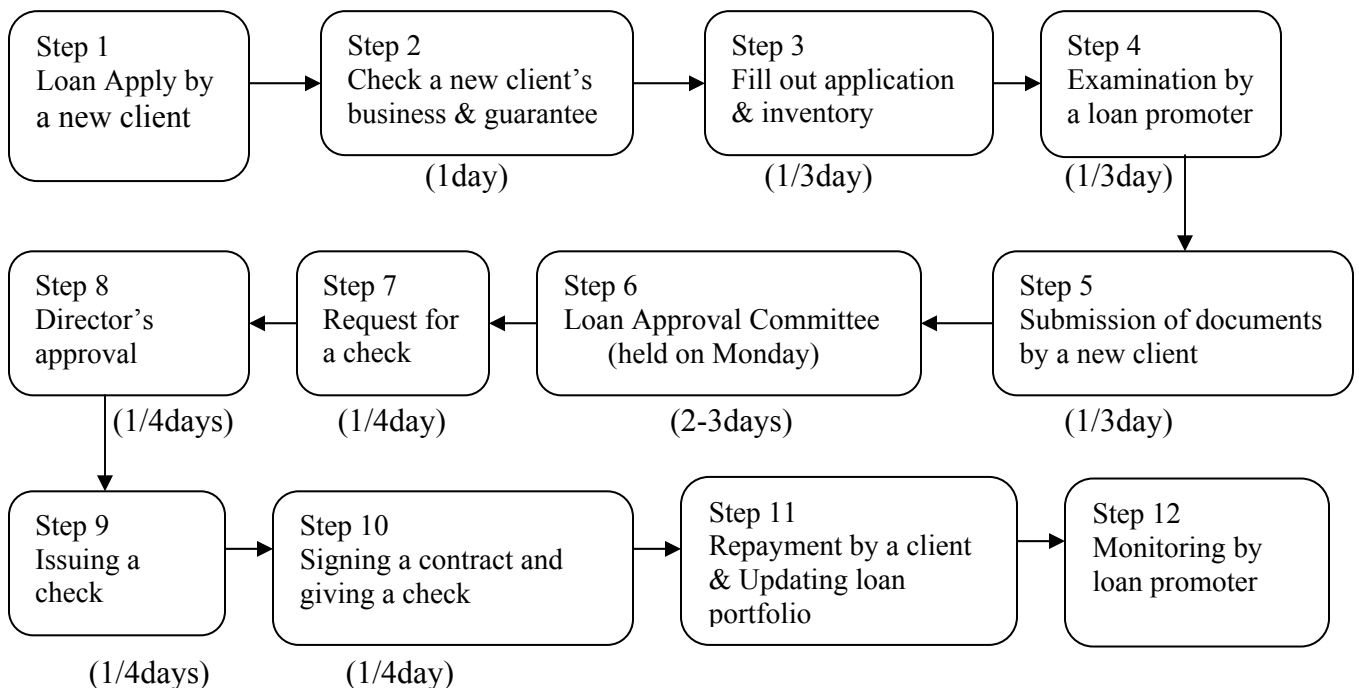 Step 1
Loan Apply by
a new client
Step 2
Check a new client's
business & guarantee
(1day)
Step 3
Fill out application
& inventory
(1/3day)
Step 4
Examination by
a loan promoter
(1/3day)
Step 5
Submission of documents
by a new client
(1/3day)
Step 6
Loan Approval Committee
(held on Monday)
(2-3days)
Step 7
Request for
a check
(1/4day)
Step 8
Director's
approval
(1/4days)
Step 9
Issuing a
check
(1/4days)
Step 10
Signing a contract and
giving a check
(1/4day)
Step 11
Repayment by a client
& Updating loan
portfolio
Step 12
Monitoring by
loan promoter